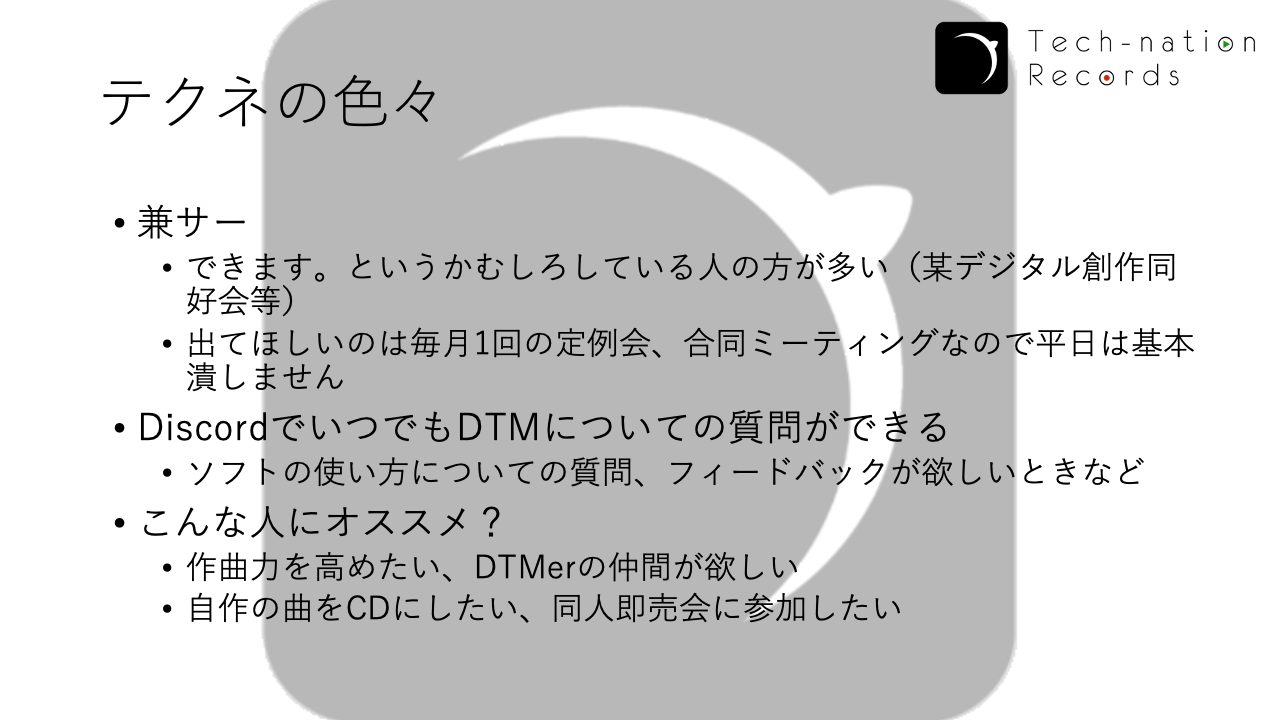 Tech-nation
Records
テクネの色々
• 兼サー
• できます。というかむしろしている人の方が多い（某デジタル創作同
好会等）
• 出てほしいのは毎月1回の定例会、合同ミーティングなので平日は基本
潰しません
• DiscordでいつでもDTMについての質問ができる
• ソフトの使い方についての質問、フィードバックが欲しいときなど
• こんな人にオススメ？
• 作曲力を高めたい、DTMerの仲間が欲しい
• 自作の曲をCDにしたい、同人即売会に参加したい